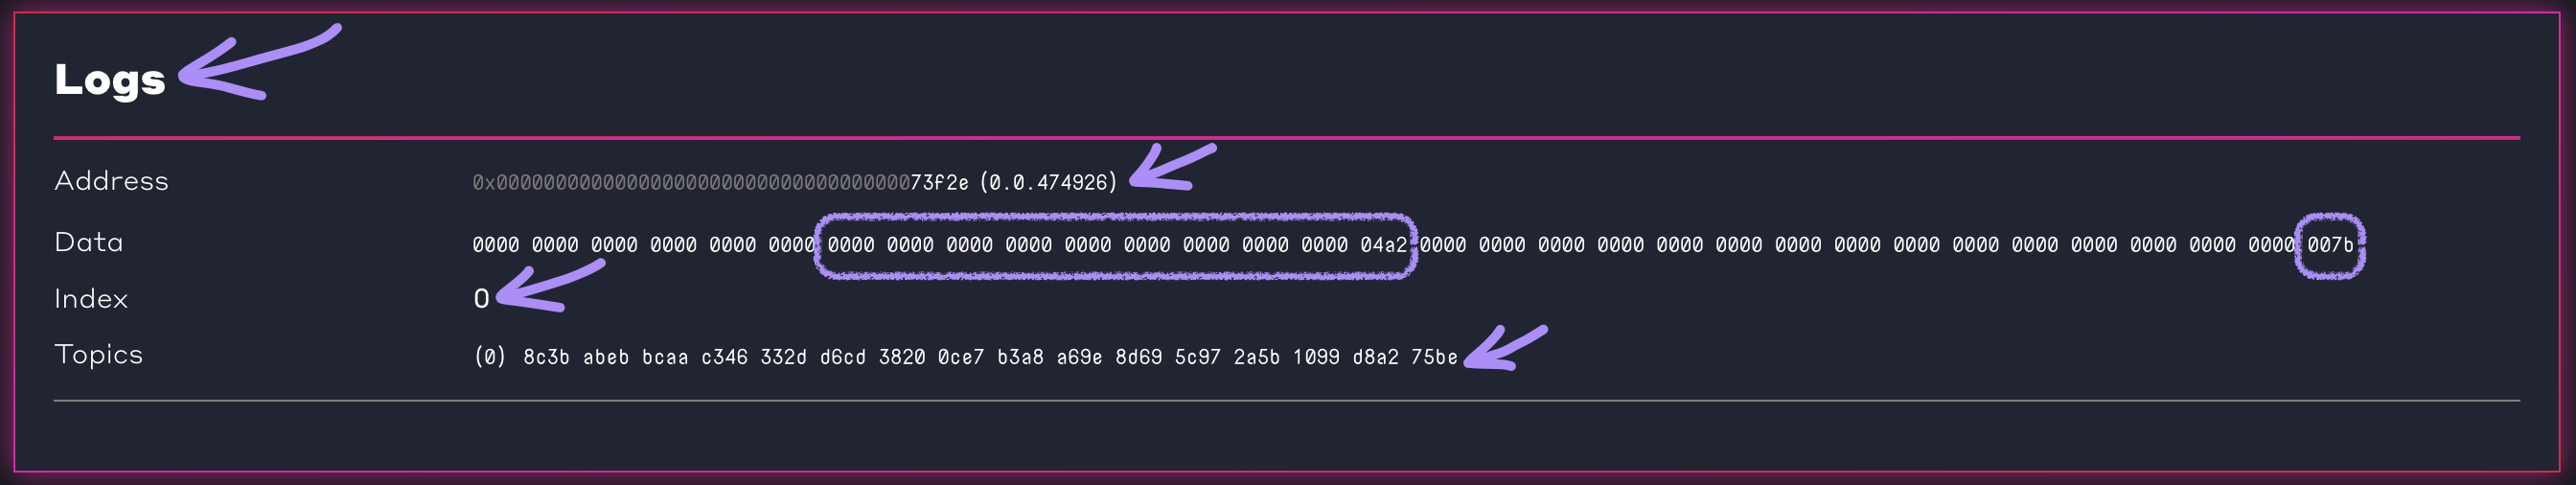 Logs
Address 0x0000000000000000000000000000000000073f2e (0.0.474926)
Data 0000 0000 0000 0000 0000 0000 0000 0000 0000 0000 0000 0000 0000 0000 0000 04a2 0000 0000 0000 0000 0000 0000 0000 0000 0000 0000 0000 0000 0000 0000 0000 007b
Index 0
Topics (0) 8c3b abeb bcaa c346 332d d6cd 3820 0ce7 b3a8 a69e 8d69 5c97 2a5b 1099 d8a2 75be